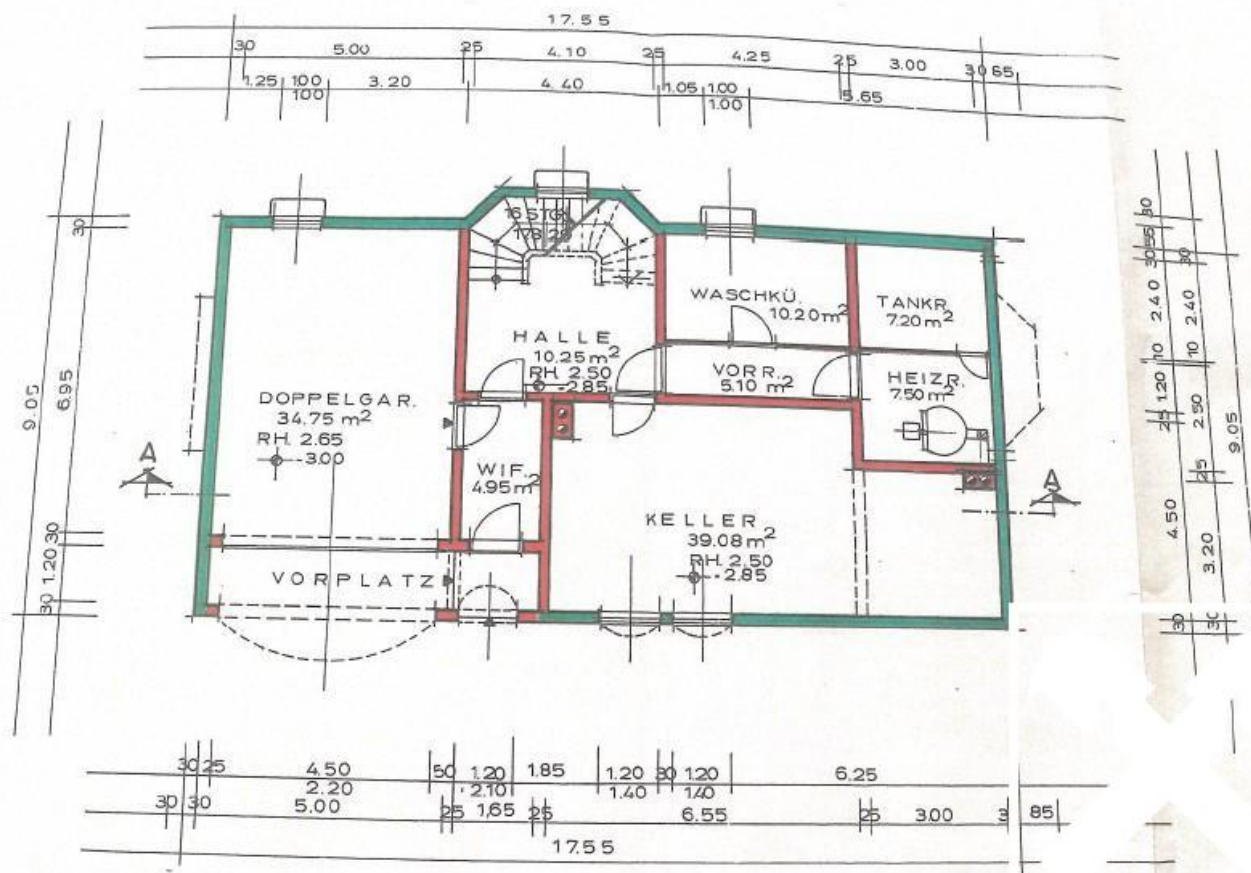 17.55
30 5.00 25 4.10 25 4.25 25 3.00 30 85
1.25 100 3.20 4.40 1.05 1.00 5.65
100 1.00
16 STG.
WASCHKÜ.
10.20 m²
TANKR.
7.20 m²
HALLE
10.25 m²
RH. 2.50
-2.85
VORR.
5.10 m²
HEIZR.
7.50 m²
DOPPELGAR.
34.75 m²
RH. 2.65
-3.00
WIF.
4.95 m²
KELLER
39.08 m²
RH. 2.50
-2.85
VORPLATZ
A
A
9.05
30 6.95 30 1.20 30
30 55 30 2.40 10 1.20 25 4.50 30
30 2.40 10 2.50 25 3.20 30
9.05
30 25 4.50 50 1.20 1.85 1.20 30 1.20 6.25
2.20 2.10 1.40 1.40
30 30 5.00 25 1,65 25 6.55 25 3.00 3 85
17.55